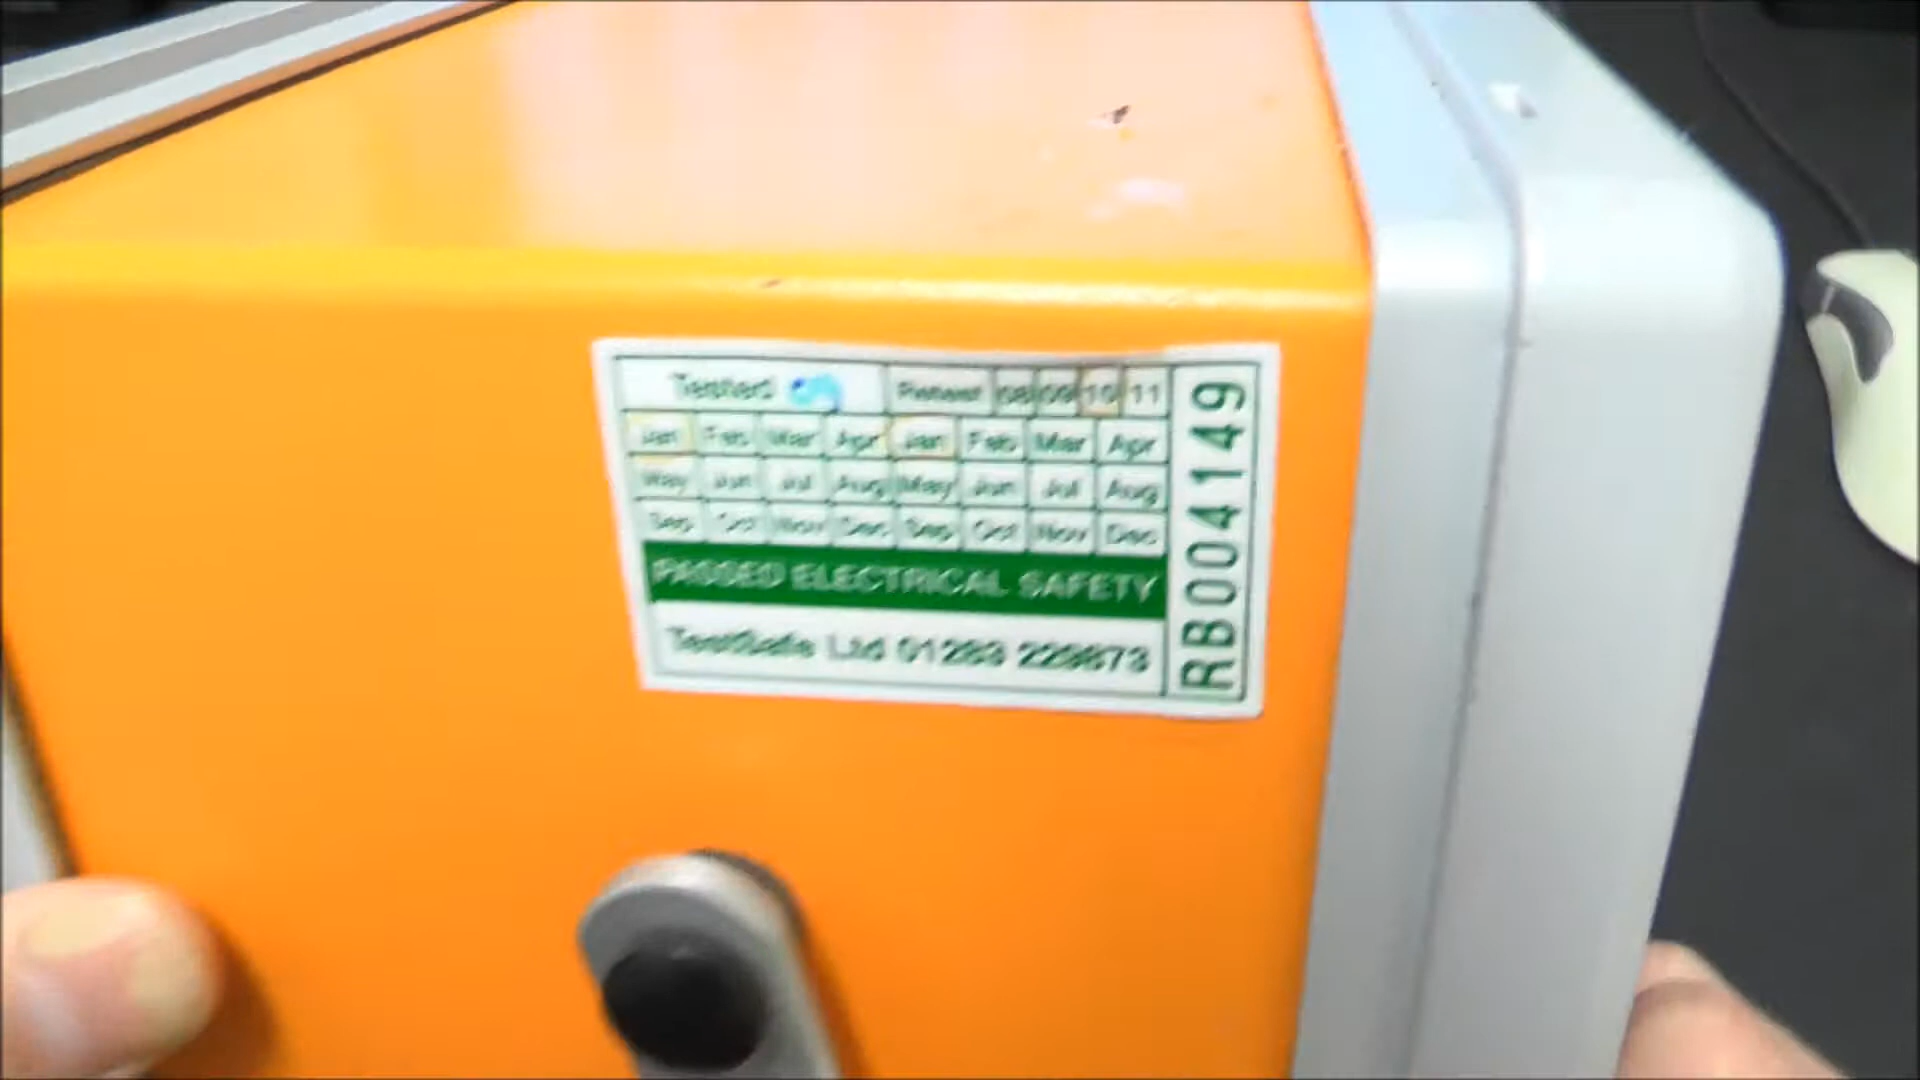 Tested Retest 08 09 10 11
Jan Feb Mar Apr Jan Feb Mar Apr
May Jun Jul Aug May Jun Jul Aug
Sep Oct Nov Dec Sep Oct Nov Dec
PASSED ELECTRICAL SAFETY
TestSafe Ltd 01283
RB004149